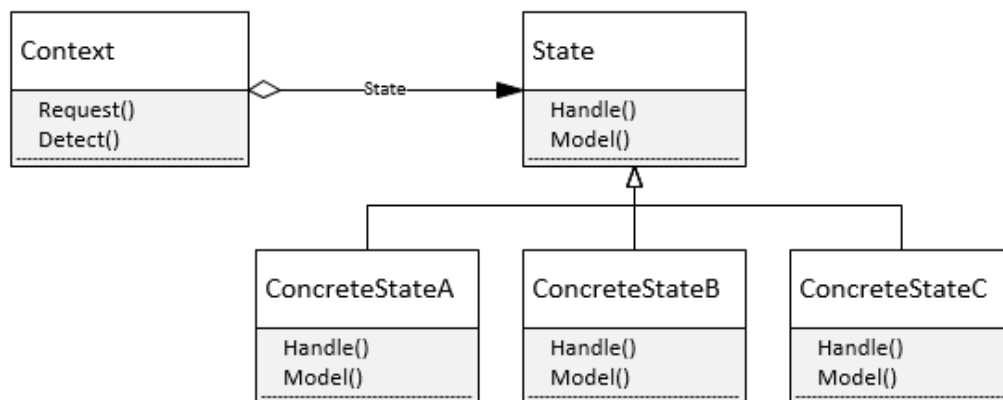 Context
Request()
Detect()
State
State
Handle()
Model()
ConcreteStateA
Handle()
Model()
ConcreteStateB
Handle()
Model()
ConcreteStateC
Handle()
Model()